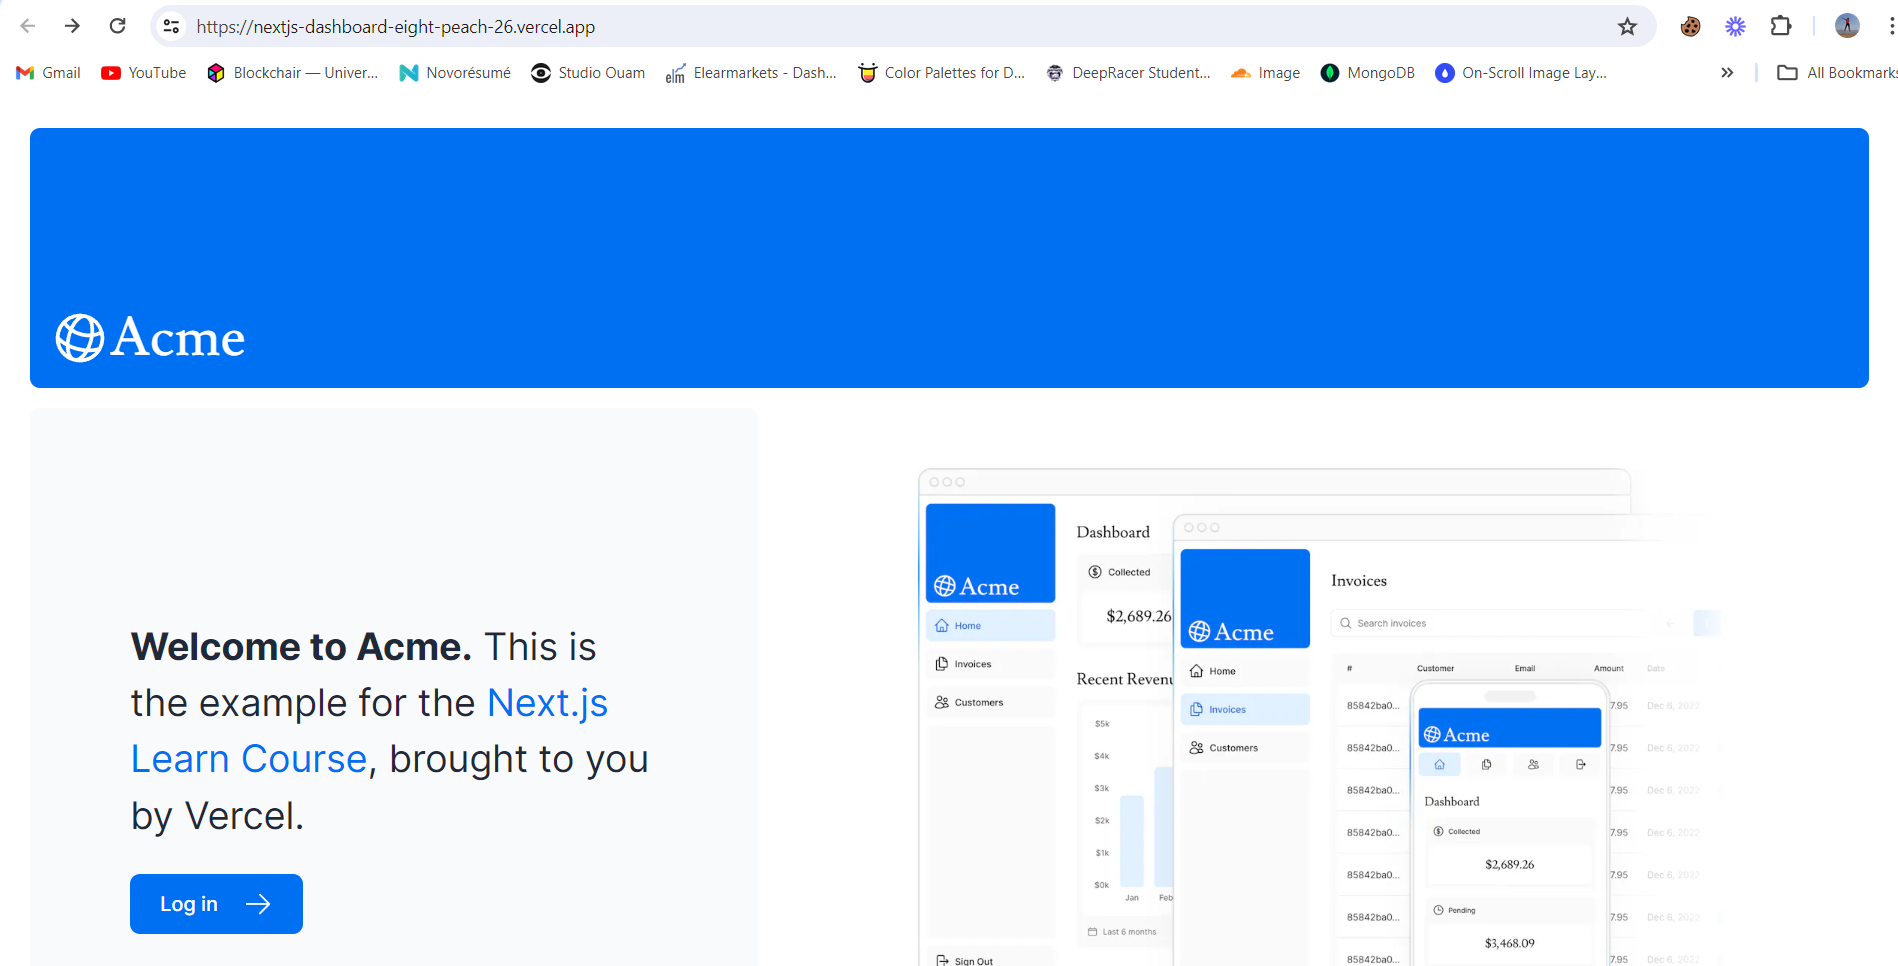 https://nextjs-dashboard-eight-peach-26.vercel.app
Gmail
YouTube
Blockchair — Univer...
Novorésumé
Studio Ouam
Elearmarkets - Dash...
Color Palettes for D...
DeepRacer Student...
Image
MongoDB
On-Scroll Image Lay...
All Bookmarks
Acme
Welcome to Acme. This is
the example for the Next.js
Learn Course, brought to you
by Vercel.
Log in
Acme
Home
Invoices
Customers
Sign Out
Dashboard
Collected
$2,689.26
Recent Revenu
$5k
$4k
$3k
$2k
$1k
$0k
Jan
Feb
Last 6 months
Acme
Home
Invoices
Customers
Invoices
Search invoices
# Customer Email Amount Date
85842ba0... 7.95 Dec 6, 2022
85842ba0... 7.95 Dec 6, 2022
85842ba0... 7.95 Dec 6, 2022
85842ba0... 7.95 Dec 6, 2022
85842ba0... 7.95 Dec 6, 2022
85842ba0... 7.95 Dec 6, 2022
85842ba0... 7.95 Dec 6, 2022
Acme
Dashboard
Collected
$2,689.26
Pending
$3,468.09